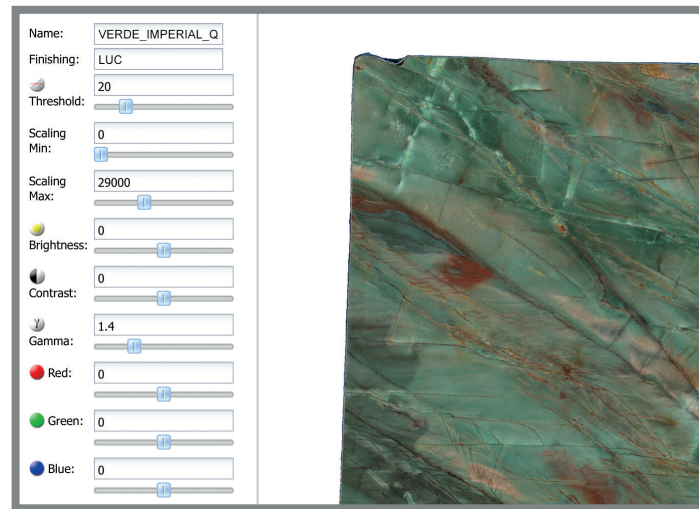 Name: VERDE_IMPERIAL_Q
Finishing: LUC
Threshold: 20
Scaling Min: 0
Scaling Max: 29000
Brightness: 0
Contrast: 0
γ
Gamma: 1.4
Red: 0
Green: 0
Blue: 0